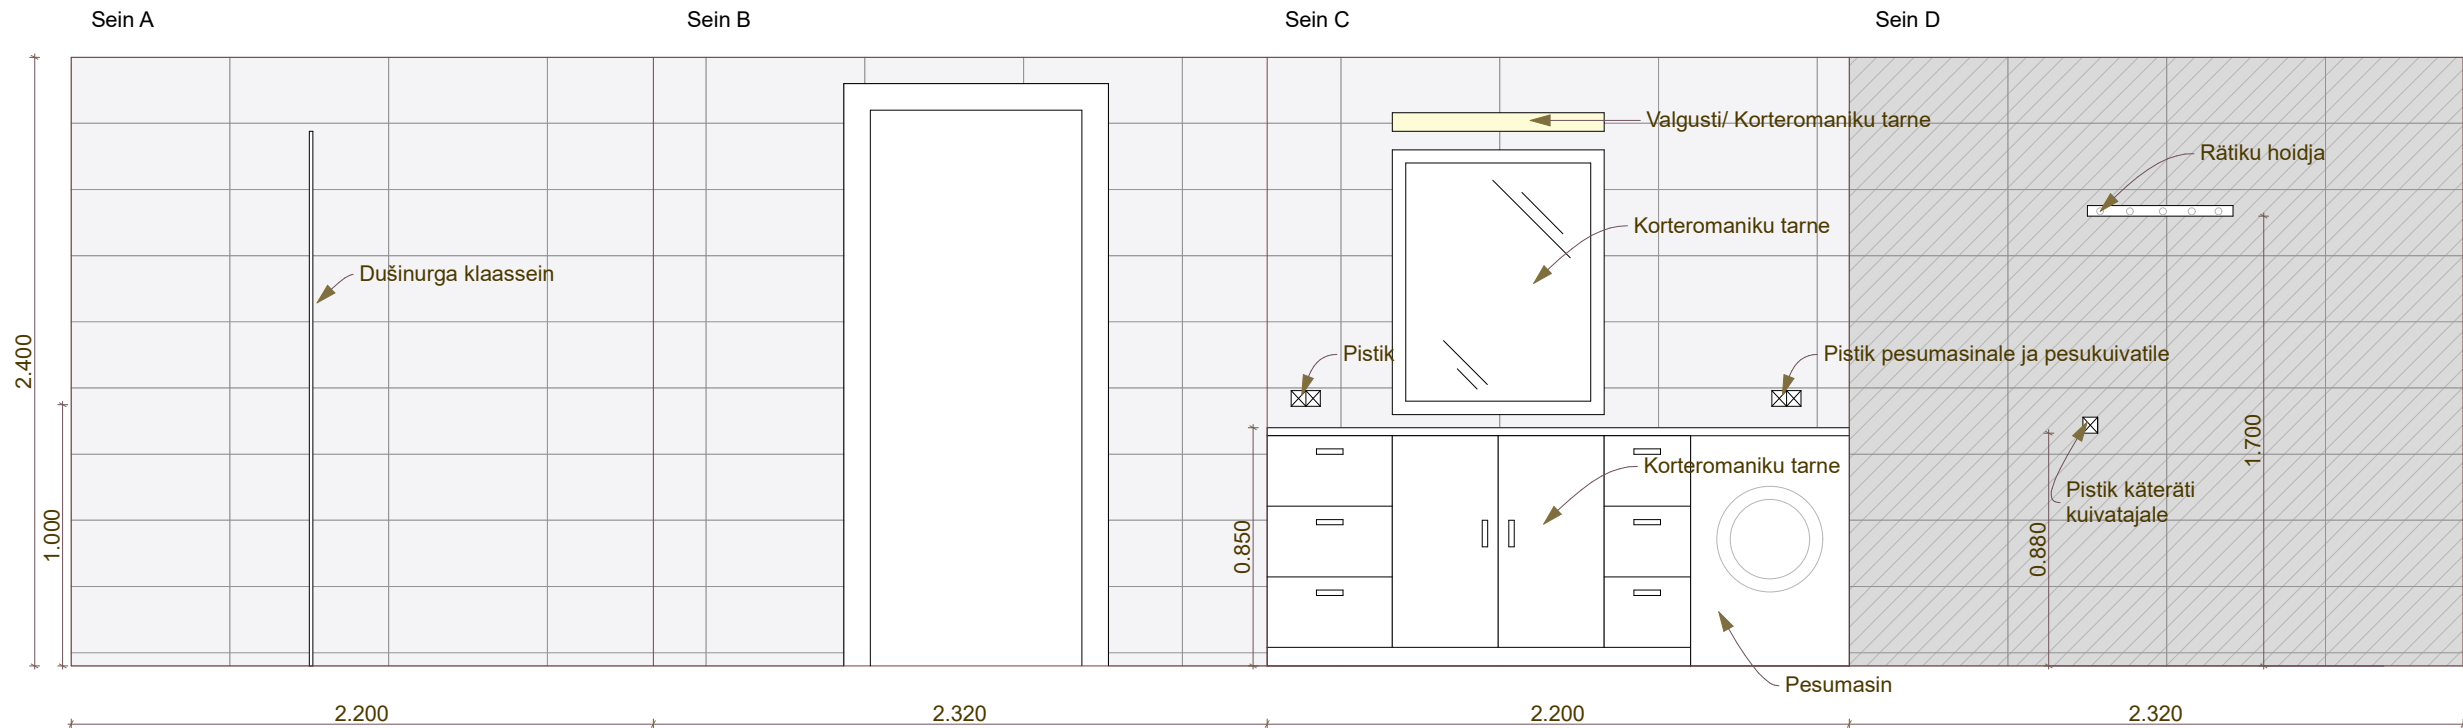 Sein A
Sein B
Sein C
Sein D
Valgusti/ Korteromaniku tarne
Rätiku hoidja
Korteromaniku tarne
Dušinurga klaassein
Pistik
Pistik pesumasinale ja pesukuivatile
2.400
1.700
Korteromaniku tarne
Pistik käteräti
kuivatajale
1.000
0.850
0.880
Pesumasin
2.200
2.320
2.200
2.320